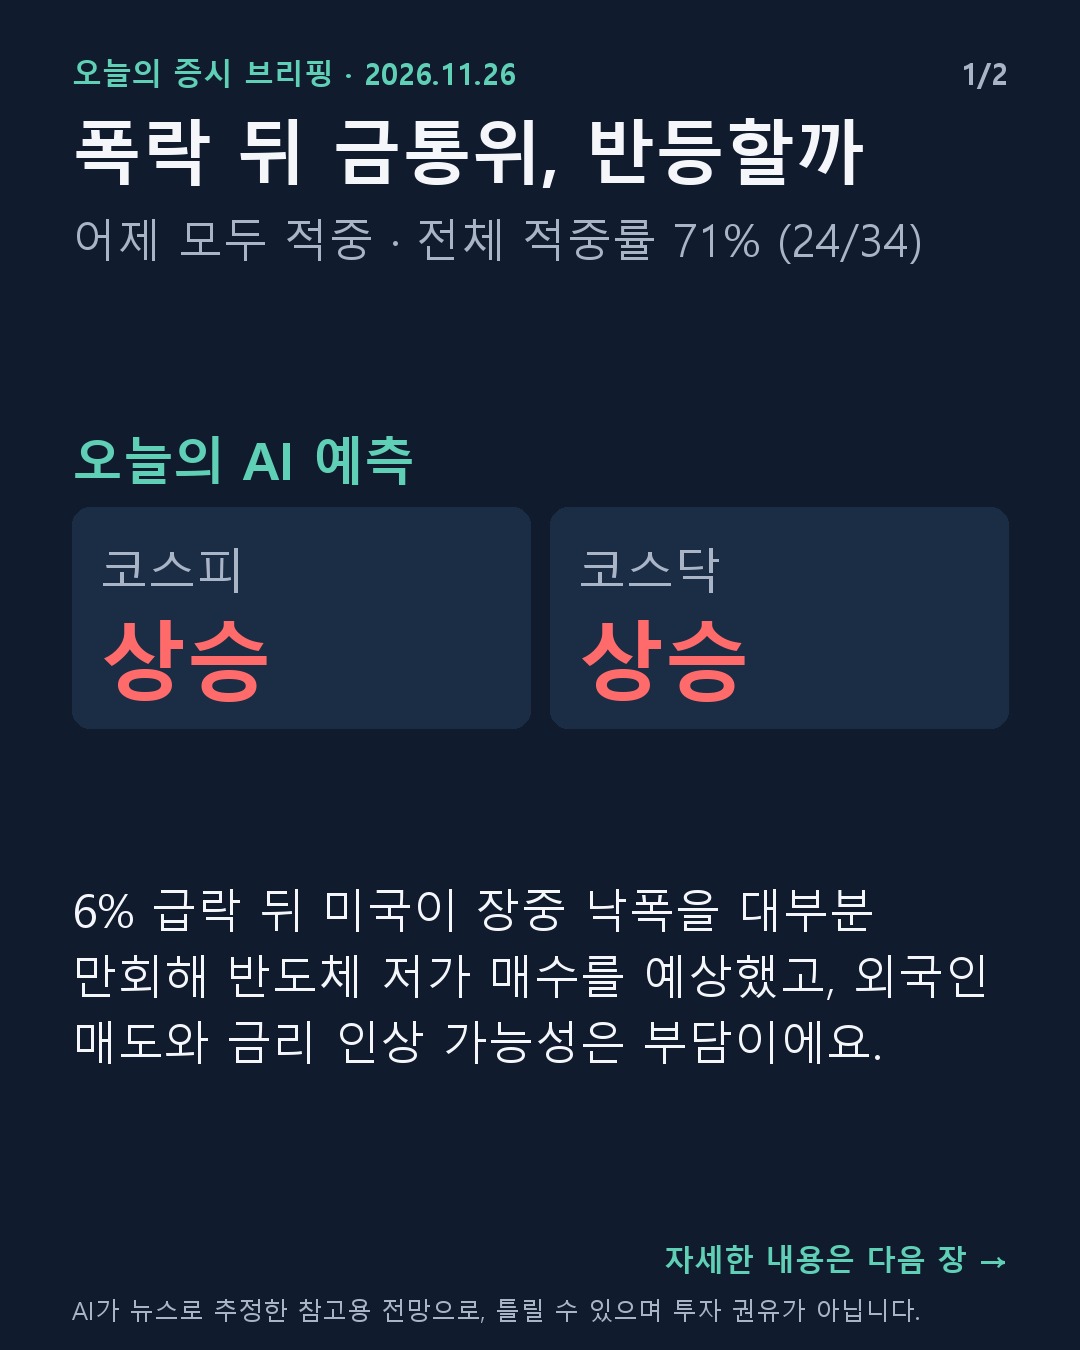 오늘의 증시 브리핑 · 2026.11.26
1/2
폭락 뒤 금통위, 반등할까
어제 모두 적중 · 전체 적중률 71% (24/34)
오늘의 AI 예측
코스피
상승
코스닥
상승
6% 급락 뒤 미국이 장중 낙폭을 대부분
만회해 반도체 저가 매수를 예상했고, 외국인
매도와 금리 인상 가능성은 부담이에요.
자세한 내용은 다음 장 →
AI가 뉴스로 추정한 참고용 전망으로, 틀릴 수 있으며 투자 권유가 아닙니다.